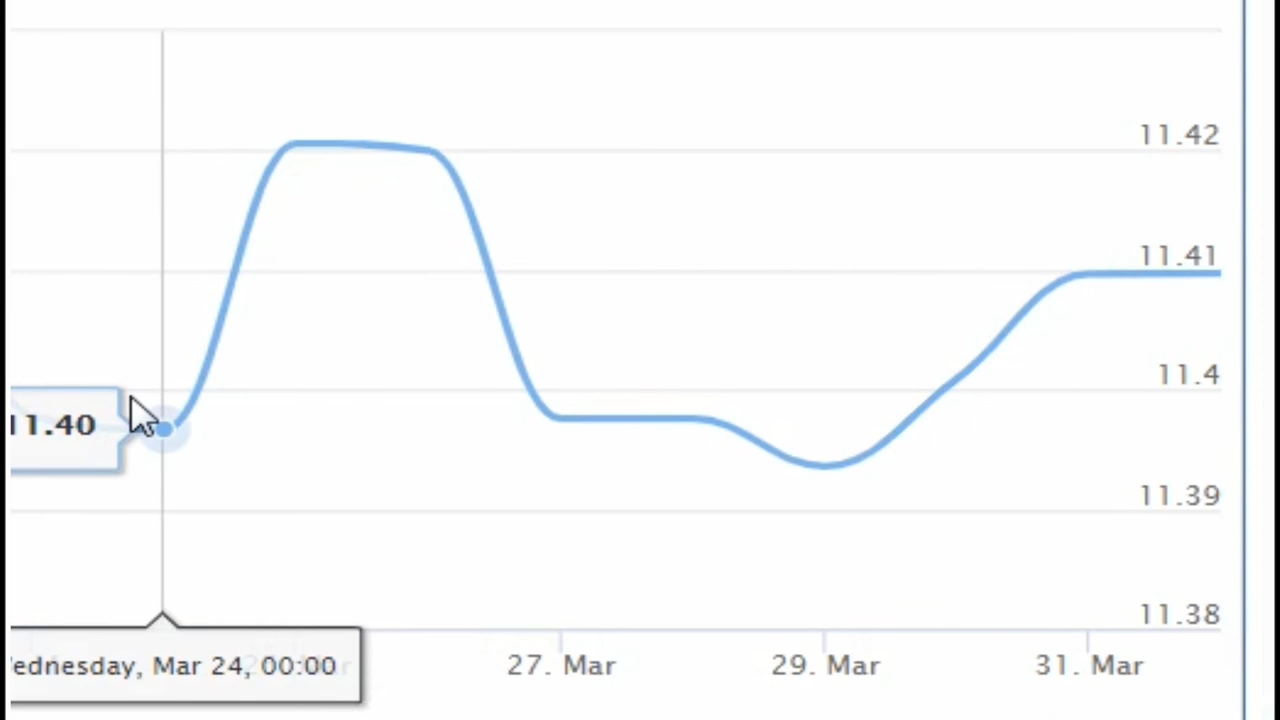 11.42
11.41
11.4
11.40
11.39
11.38
ednesday, Mar 24, 00:00
27. Mar
29. Mar
31. Mar